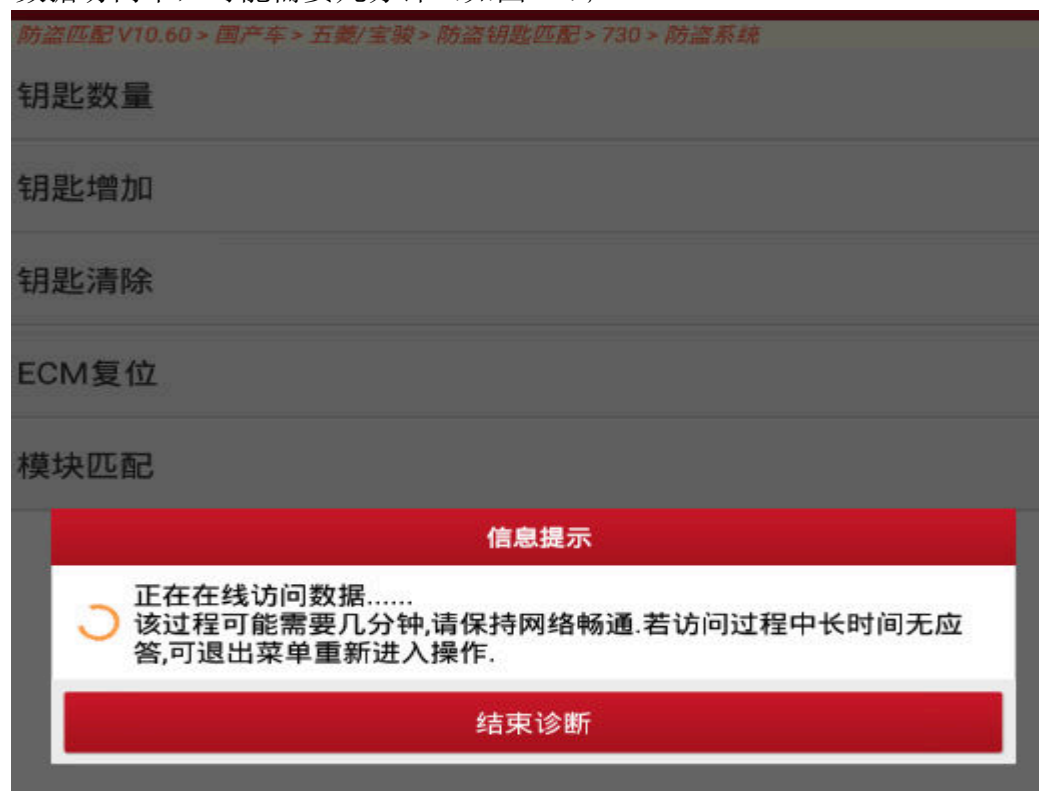 防盗匹配 V10.60 > 国产车 > 五菱/宝骏 > 防盗钥匙匹配 > 730 > 防盗系统
钥匙数量
钥匙增加
钥匙清除
ECM复位
模块匹配
信息提示
正在在线访问数据......
该过程可能需要几分钟,请保持网络畅通.若访问过程中长时间无应
答,可退出菜单重新进入操作.
结束诊断